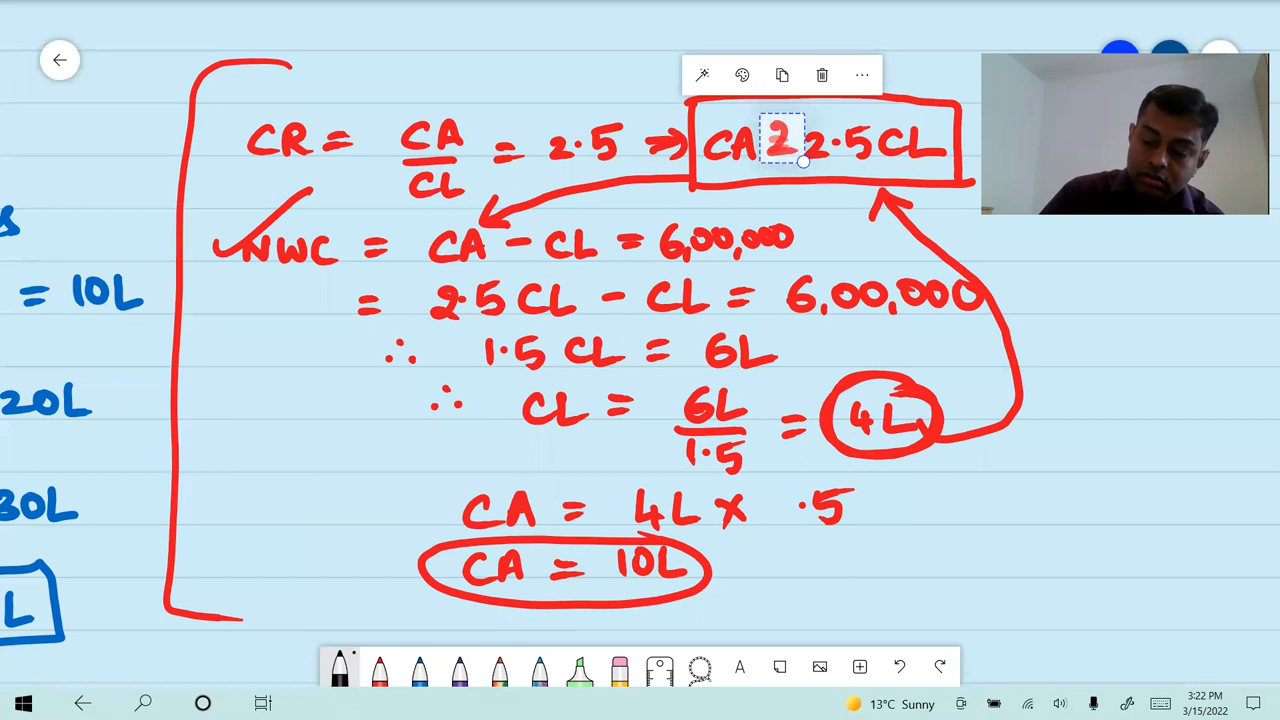 CR = CA/CL = 2.5 ⇒ CA 2 2.5CL
NWC = CA - CL = 6,00,000
= 2.5 CL - CL = 6,00,000
∴ 1.5 CL = 6L
∴ CL = 6L/1.5 = 4L
CA = 4L x .5
CA = 10L
= 10L
20L
30L
L
A
13°C Sunny
3:22 PM
3/15/2022